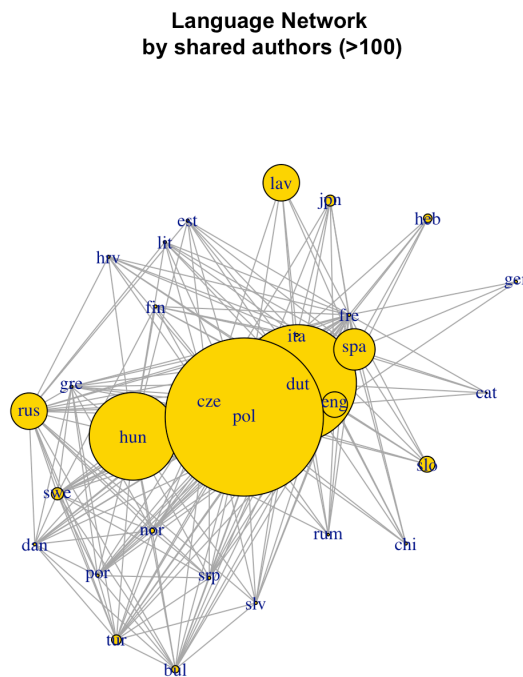 Language Network
by shared authors (>100)
lav
jpn
heb
est
lit
hrv
ger
fin
fre
ita
spa
gre
dut
cat
cze
eng
rus
pol
hun
slo
swe
nor
rum
dan
chi
por
srp
slv
tur
bul